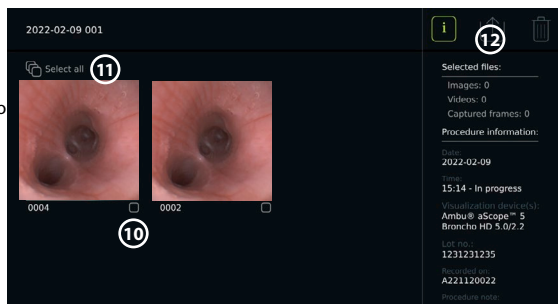 2022-02-09 001
i
12
Select all
11
Selected files:
Images: 0
Videos: 0
Captured frames: 0
Procedure information:
Date:
2022-02-09
Time:
15:14 - In progress
Visualization device(s):
Ambu® aScope™ 5
Broncho HD 5.0/2.2
Lot no.:
1231231235
Recorded on:
A221120022
Procedure note:
0004
0002
10